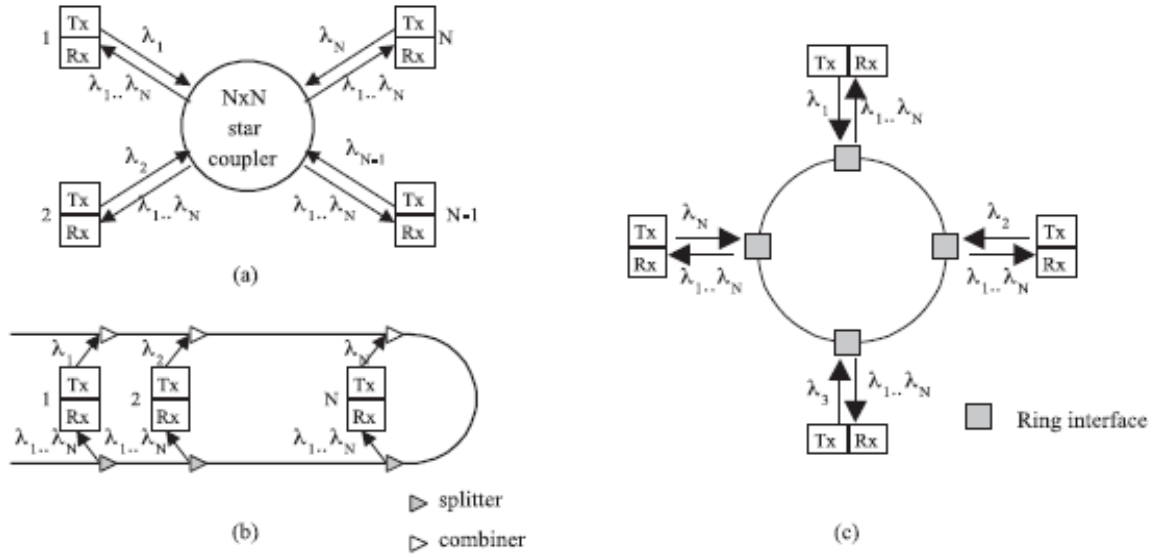 1 Tx λ₁ λN Tx N
Rx Rx
λ₁..λN λ₁..λN
NxN
star
coupler
λ₂ λN-1
2 Tx Tx N-1
Rx Rx
λ₁..λN λ₁..λN
(a)
λ₁ λ₂ λN
1 Tx 2 Tx N Tx
Rx Rx Rx
λ₁..λN λ₁..λN λ₁..λN
(b)
splitter
combiner
Tx Rx
λ₁ λ₁..λN
Tx λN λ₂ Tx
Rx λ₁..λN λ₁..λN Rx
λ₃ λ₁..λN
Tx Rx
Ring interface
(c)